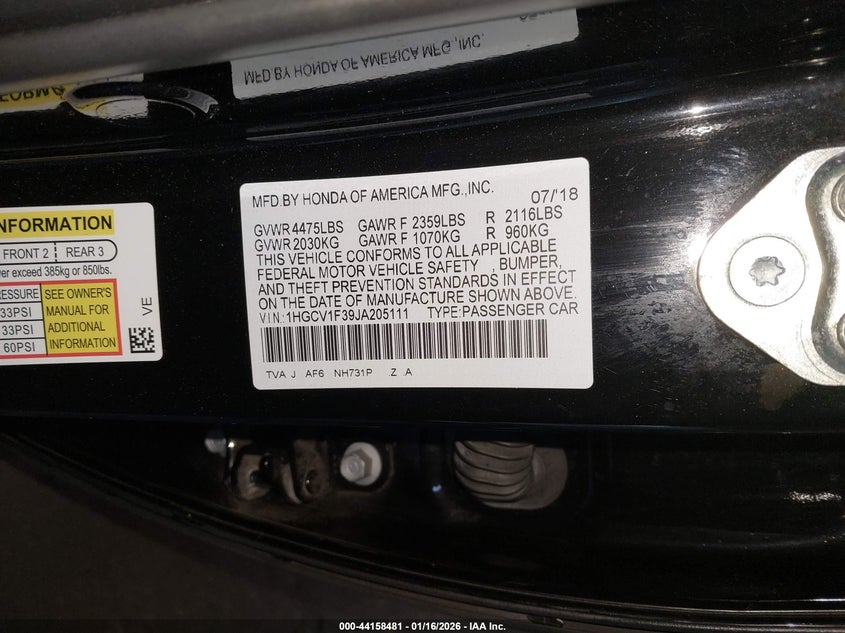 MFD BY HONDA OF AMERICA MFG.,INC.
MFD.BY HONDA OF AMERICA MFG.,INC.
07/'18
GVWR 4475LBS GAWR F 2359LBS R 2116LBS
GVWR 2030KG GAWR F 1070KG R 960KG
THIS VEHICLE CONFORMS TO ALL APPLICABLE
FEDERAL MOTOR VEHICLE SAFETY , BUMPER,
AND THEFT PREVENTION STANDARDS IN EFFECT
ON THE DATE OF MANUFACTURE SHOWN ABOVE.
VIN:1HGCV1F39JA205111 TYPE:PASSENGER CAR
TVA J AF6 NH731P Z .A
FRONT 2 REAR 3
exceed 385kg or 850lbs.
33PSI
33PSI
60PSI
SEE OWNER'S
MANUAL FOR
ADDITIONAL
INFORMATION
VE
000-44158481 - 01/16/2026 - IAA Inc.